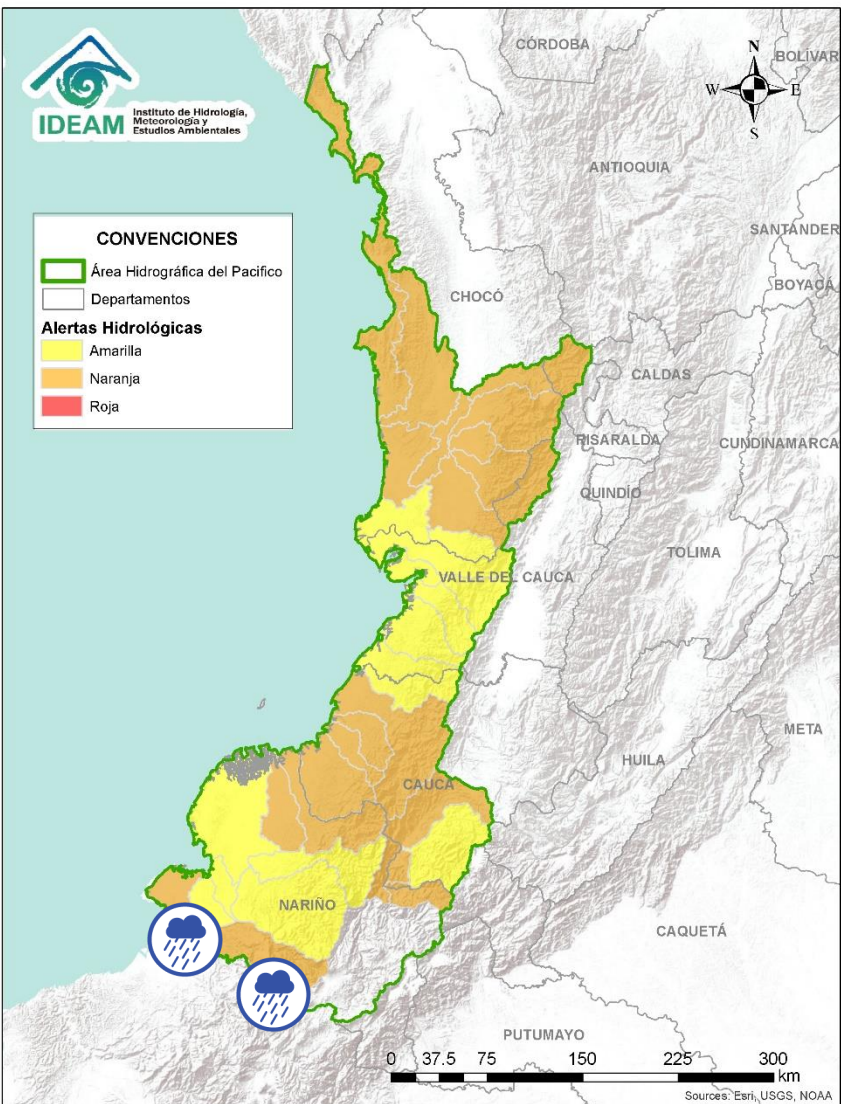 IDEAM
Instituto de Hidrología,
Meteorología y
Estudios Ambientales
N
W
E
S
CONVENCIONES
Área Hidrográfica del Pacifico
Departamentos
Alertas Hidrológicas
Amarilla
Naranja
Roja
CÓRDOBA
BOLÍVAR
ANTIOQUIA
SANTANDER
BOYACÁ
CHOCÓ
CALDAS
RISARALDA
CUNDINAMARCA
QUINDÍO
TOLIMA
VALLE DEL CAUCA
META
HUILA
CAUCA
NARIÑO
CAQUETÁ
PUTUMAYO
0 37.5 75 150 225 300
km
Sources: Esri, USGS, NOAA